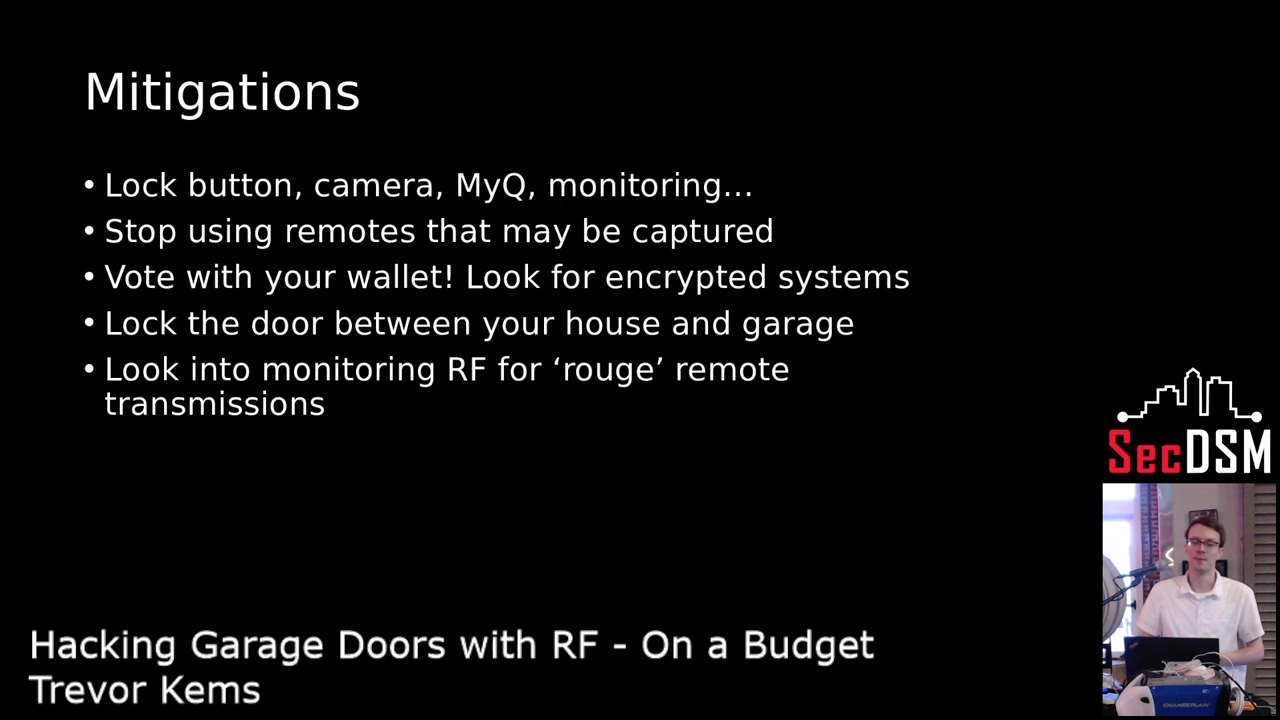 Mitigations
• Lock button, camera, MyQ, monitoring...
• Stop using remotes that may be captured
• Vote with your wallet! Look for encrypted systems
• Lock the door between your house and garage
• Look into monitoring RF for ‘rouge’ remote
transmissions
SecDSM
CHAMBERLAIN
Hacking Garage Doors with RF - On a Budget
Trevor Kems